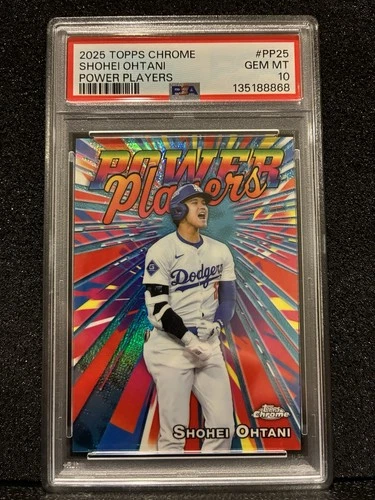 2025 TOPPS CHROME #PP25
SHOHEI OHTANI GEM MT
POWER PLAYERS 10
PSA 135188868
POWER
Players
Dodgers
Topps
Chrome
SHOHEI OHTANI